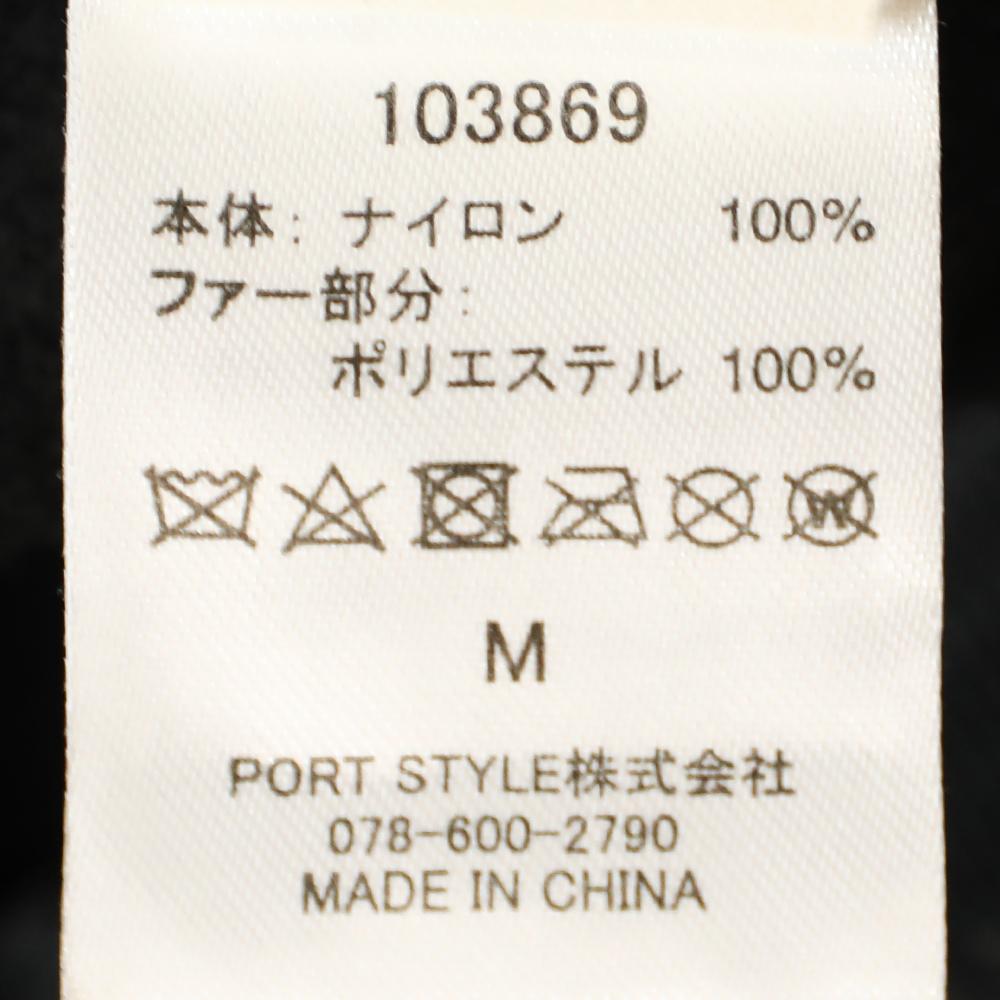 103869
本体: ナイロン 100%
ファー部分:
ポリエステル 100%
W
M
PORT STYLE株式会社
078-600-2790
MADE IN CHINA